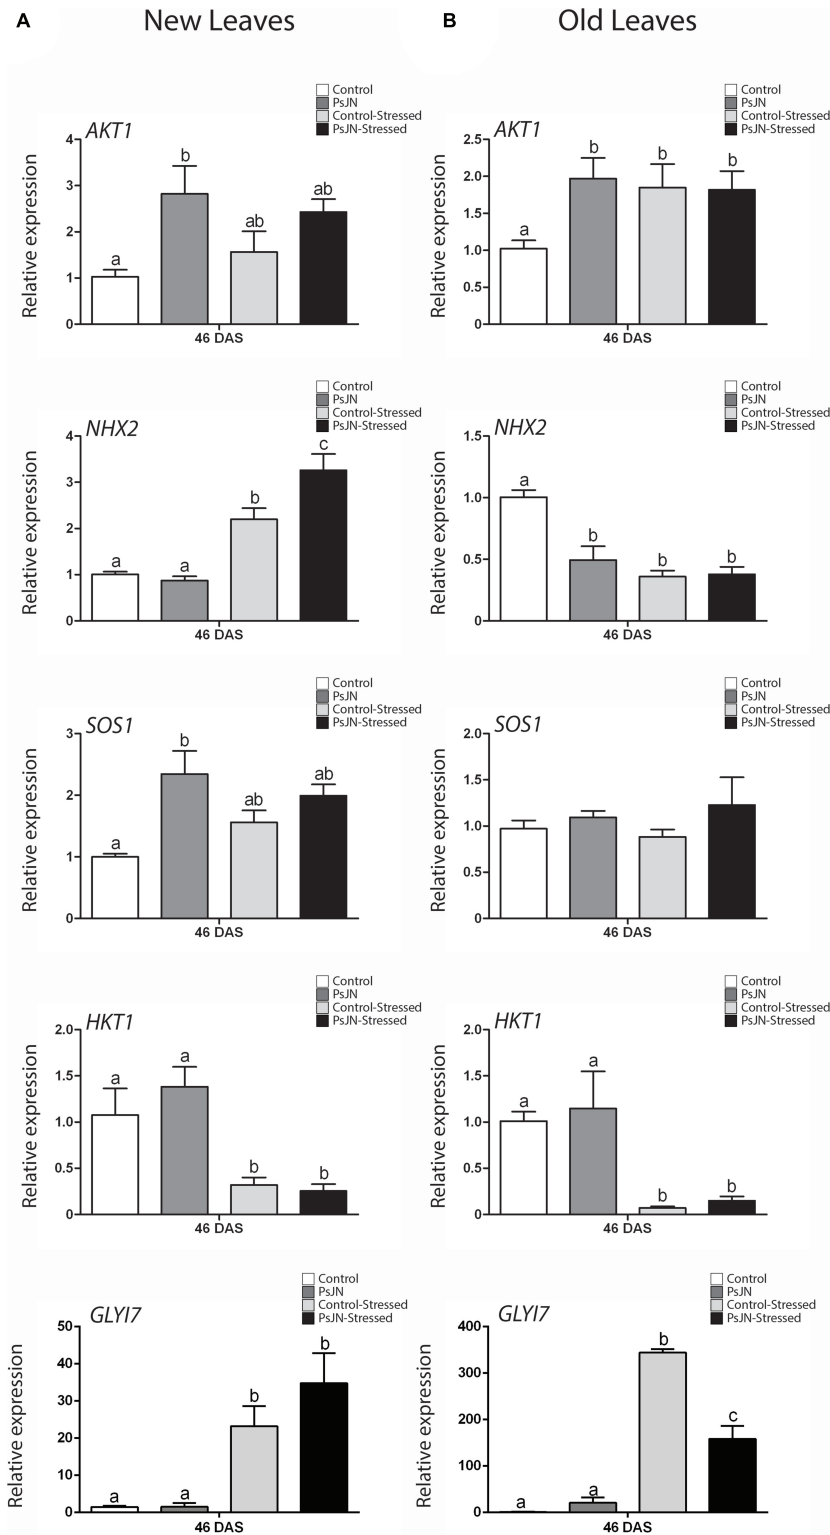 A New Leaves
B Old Leaves
Control
PsJN
Control-Stressed
PsJN-Stressed
AKT1
Relative expression
4
3
2
1
0
a
b
ab
ab
46 DAS
Control
PsJN
Control-Stressed
PsJN-Stressed
AKT1
Relative expression
2.5
2.0
1.5
1.0
0.5
0
a
b
b
b
46 DAS
Control
PsJN
Control-Stressed
PsJN-Stressed
NHX2
Relative expression
4
3
2
1
0
a
a
b
c
46 DAS
Control
PsJN
Control-Stressed
PsJN-Stressed
NHX2
Relative expression
1.5
1.0
0.5
0
a
b
b
b
46 DAS
Control
PsJN
Control-Stressed
PsJN-Stressed
SOS1
Relative expression
3
2
1
0
a
b
ab
ab
46 DAS
Control
PsJN
Control-Stressed
PsJN-Stressed
SOS1
Relative expression
2.0
1.5
1.0
0.5
0
46 DAS
Control
PsJN
Control-Stressed
PsJN-Stressed
HKT1
Relative expression
2.0
1.5
1.0
0.5
0
a
a
b
b
46 DAS
Control
PsJN
Control-Stressed
PsJN-Stressed
HKT1
Relative expression
2.0
1.5
1.0
0.5
0
a
a
b
b
46 DAS
Control
PsJN
Control-Stressed
PsJN-Stressed
GLYI7
Relative expression
50
40
30
20
10
0
a
a
b
b
46 DAS
Control
PsJN
Control-Stressed
PsJN-Stressed
GLYI7
Relative expression
400
300
200
100
0
a
a
b
c
46 DAS